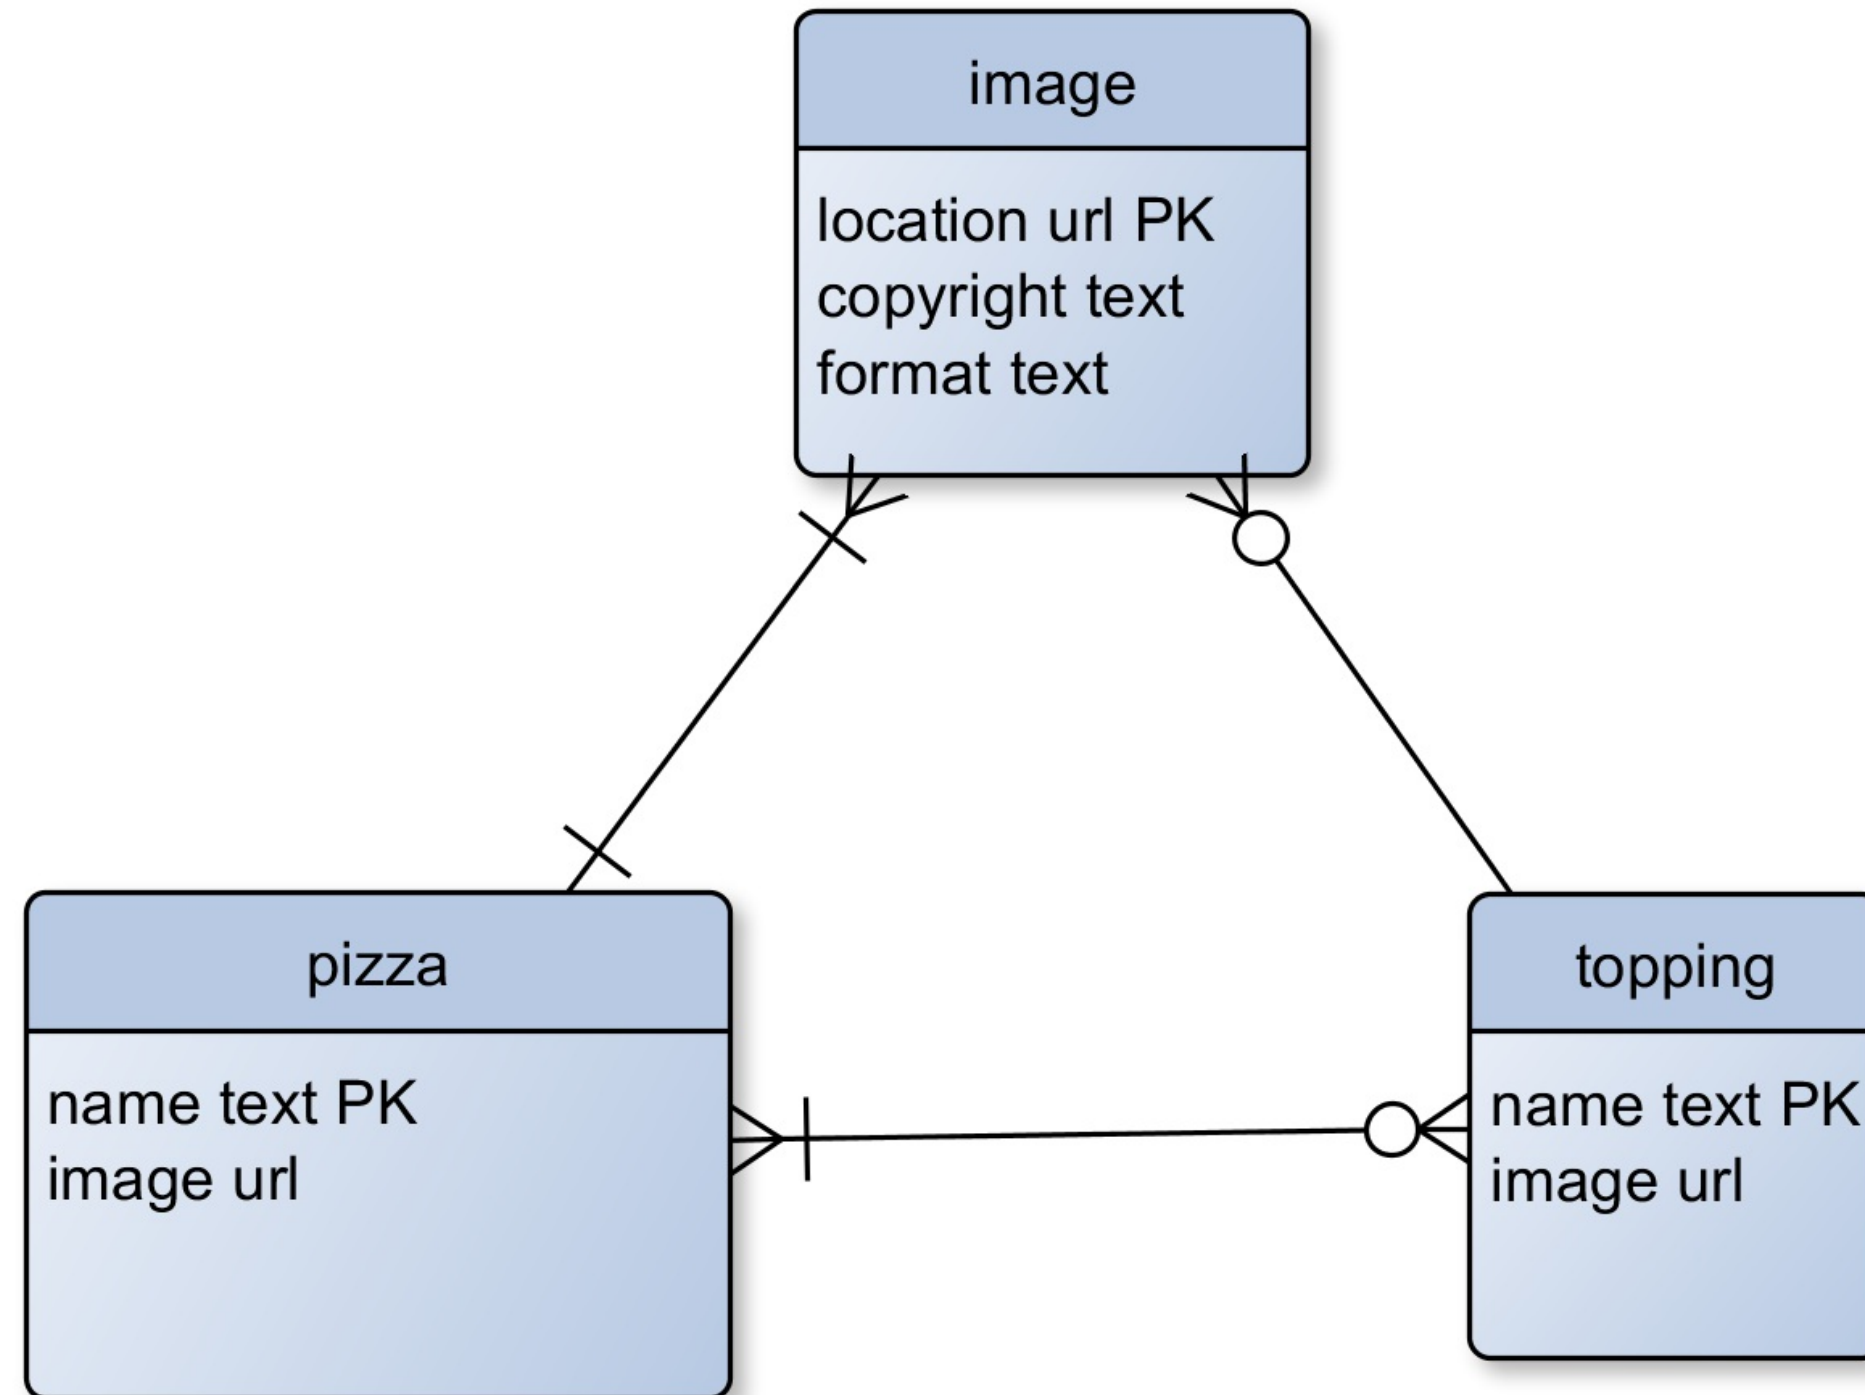 image
location url PK
copyright text
format text
pizza
name text PK
image url
topping
name text PK
image url